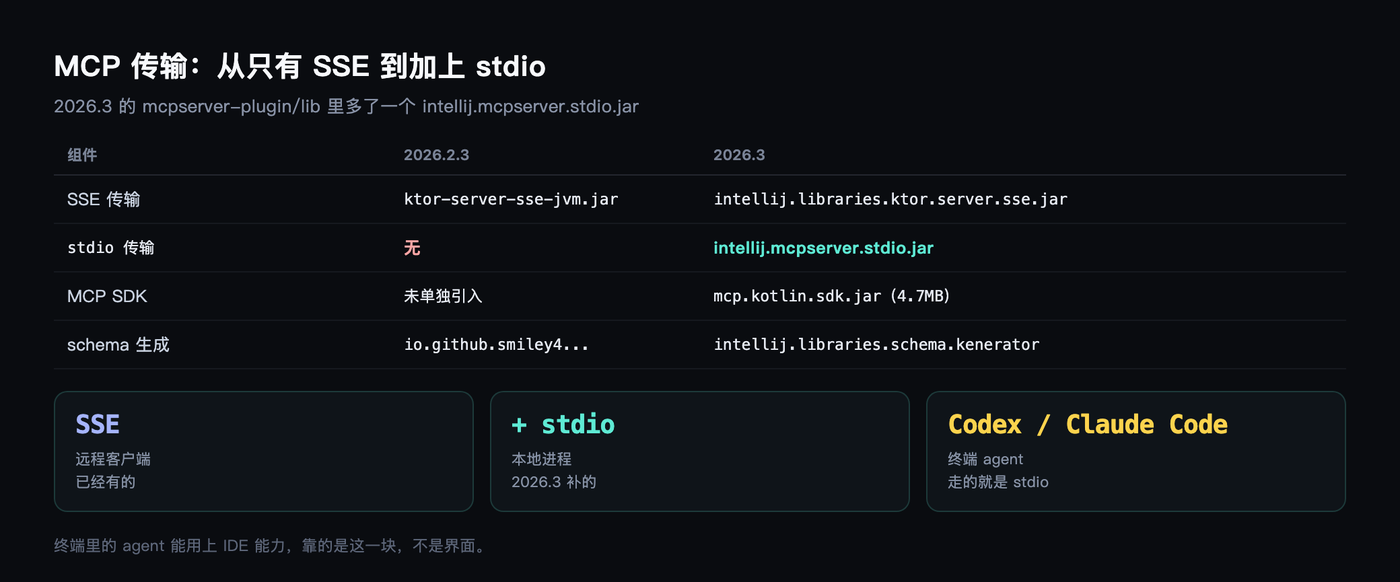 MCP 传输：从只有 SSE 到加上 stdio
2026.3 的 mcpserver-plugin/lib 里多了一个 intellij.mcpserver.stdio.jar
组件 2026.2.3 2026.3
SSE 传输 ktor-server-sse-jvm.jar intellij.libraries.ktor.server.sse.jar
stdio 传输 无 intellij.mcpserver.stdio.jar
MCP SDK 未单独引入 mcp.kotlin.sdk.jar (4.7MB)
schema 生成 io.github.smiley4... intellij.libraries.schema.kenerator
SSE
远程客户端
已经有的
+ stdio
本地进程
2026.3 补的
Codex / Claude Code
终端 agent
走的就是 stdio
终端里的 agent 能用上 IDE 能力，靠的是这一块，不是界面。